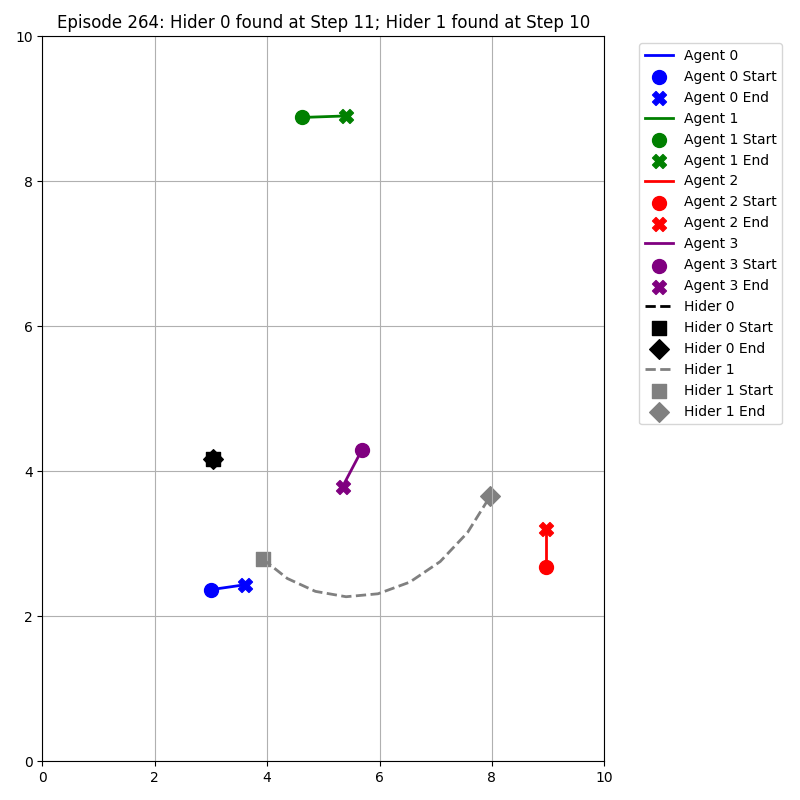 Episode 264: Hider 0 found at Step 11; Hider 1 found at Step 10
10
8
6
4
2
0
0 2 4 6 8 10
Agent 0
Agent 0 Start
Agent 0 End
Agent 1
Agent 1 Start
Agent 1 End
Agent 2
Agent 2 Start
Agent 2 End
Agent 3
Agent 3 Start
Agent 3 End
Hider 0
Hider 0 Start
Hider 0 End
Hider 1
Hider 1 Start
Hider 1 End